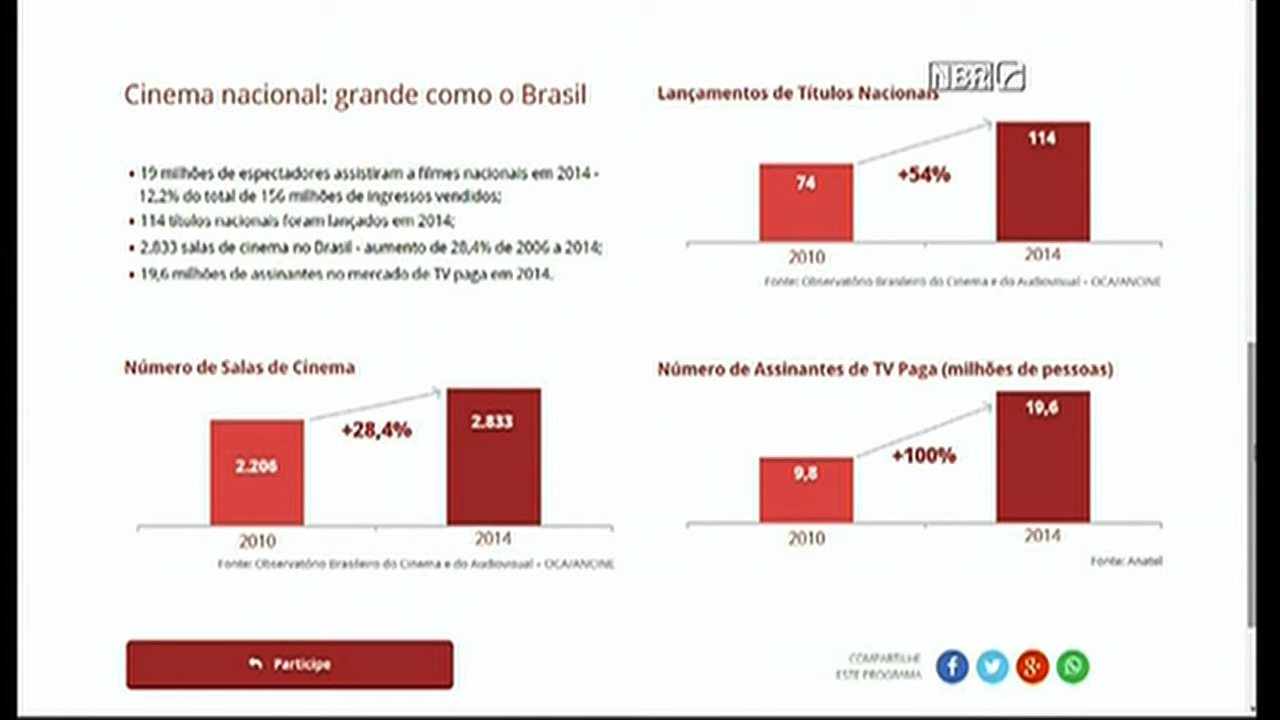 NBR
Cinema nacional: grande como o Brasil
• 19 milhões de espectadores assistiram a filmes nacionais em 2014 -
12,2% do total de 156 milhões de ingressos vendidos;
• 114 títulos nacionais foram lançados em 2014;
• 2.833 salas de cinema no Brasil - aumento de 28,4% de 2006 a 2014;
• 19,6 milhões de assinantes no mercado de TV paga em 2014.
Lançamentos de Títulos Nacionais
74
+54%
114
2010
2014
Fonte: Observatório Brasileiro do Cinema e do Audiovisual - OCA/ANCINE
Número de Salas de Cinema
2.206
+28,4%
2.833
2010
2014
Fonte: Observatório Brasileiro do Cinema e do Audiovisual - OCA/ANCINE
Número de Assinantes de TV Paga (milhões de pessoas)
9,8
+100%
19,6
2010
2014
Fonte: Anatel
Participe
COMPARTILHE
ESTE PROGRAMA